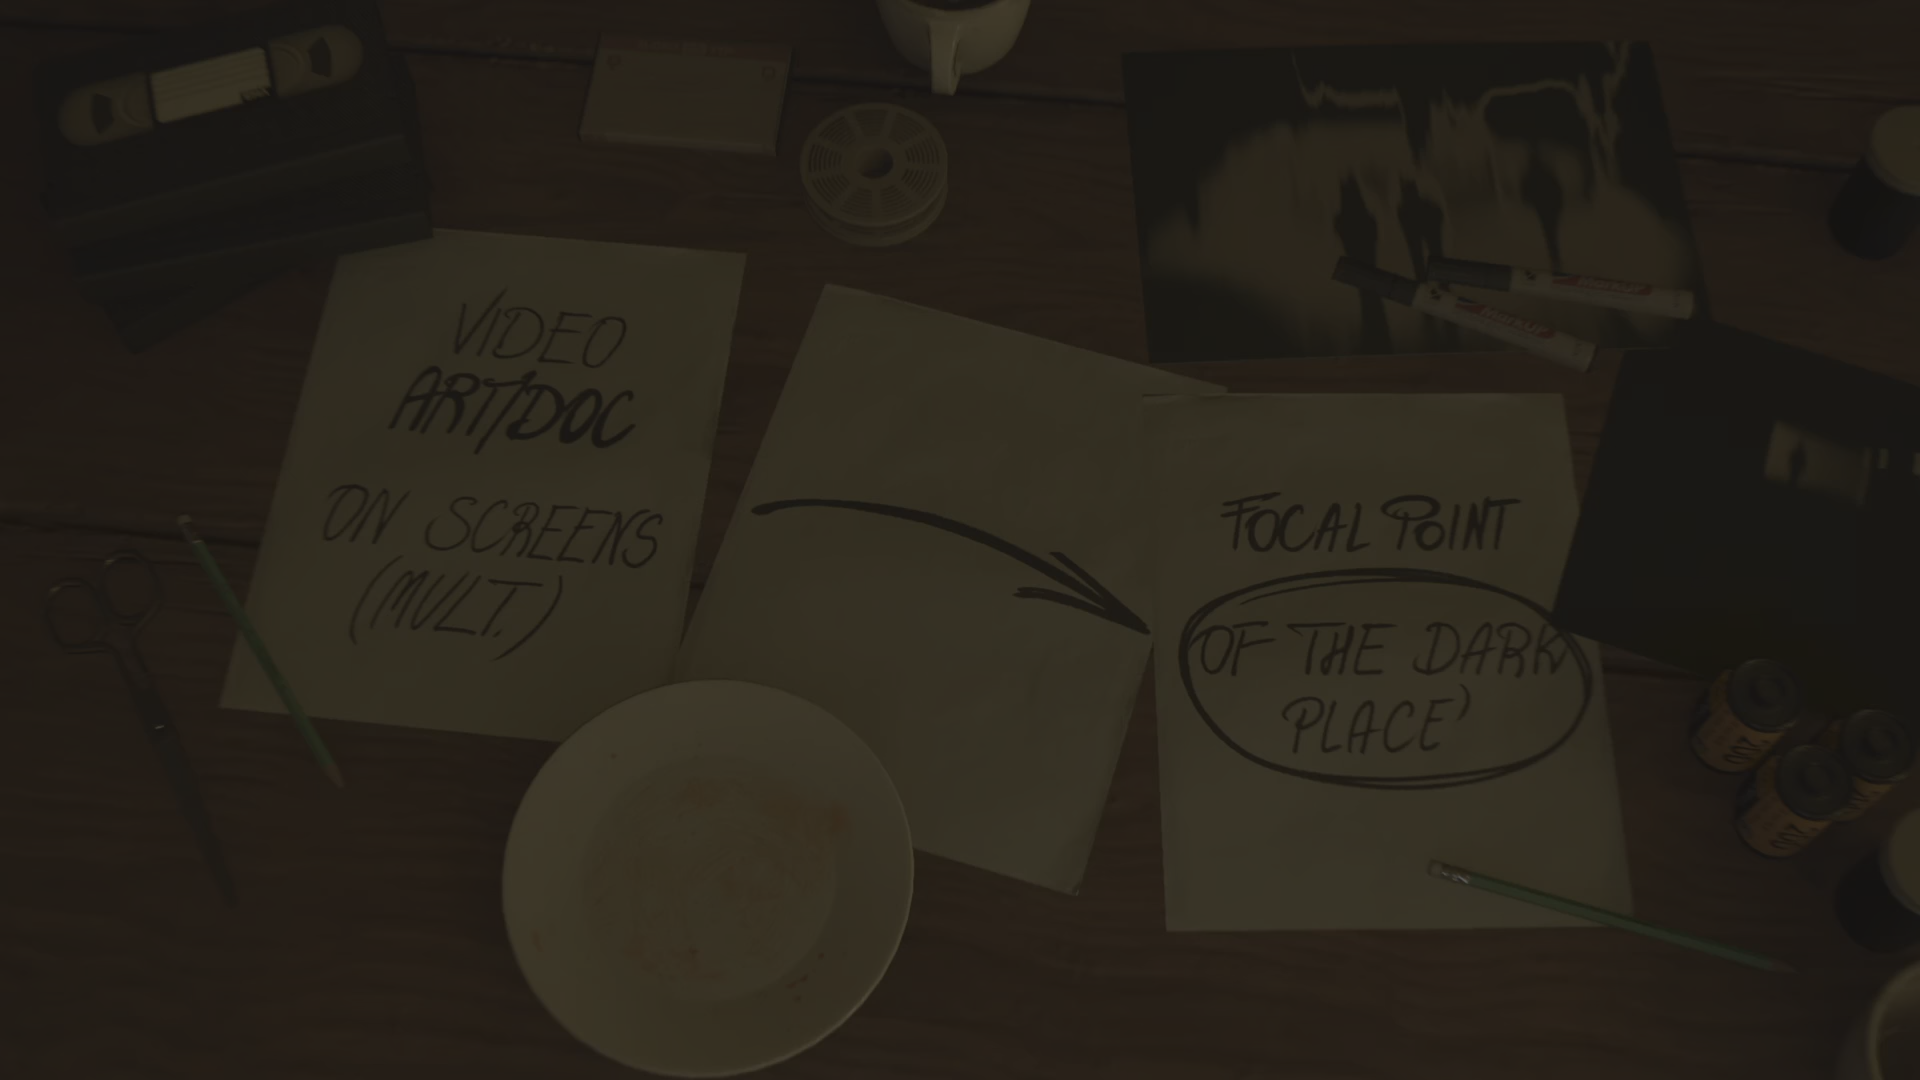 VIDEO
ART/DOC
ON SCREENS
(MULT.)
FOCAL POINT
OF THE DARK
PLACE'